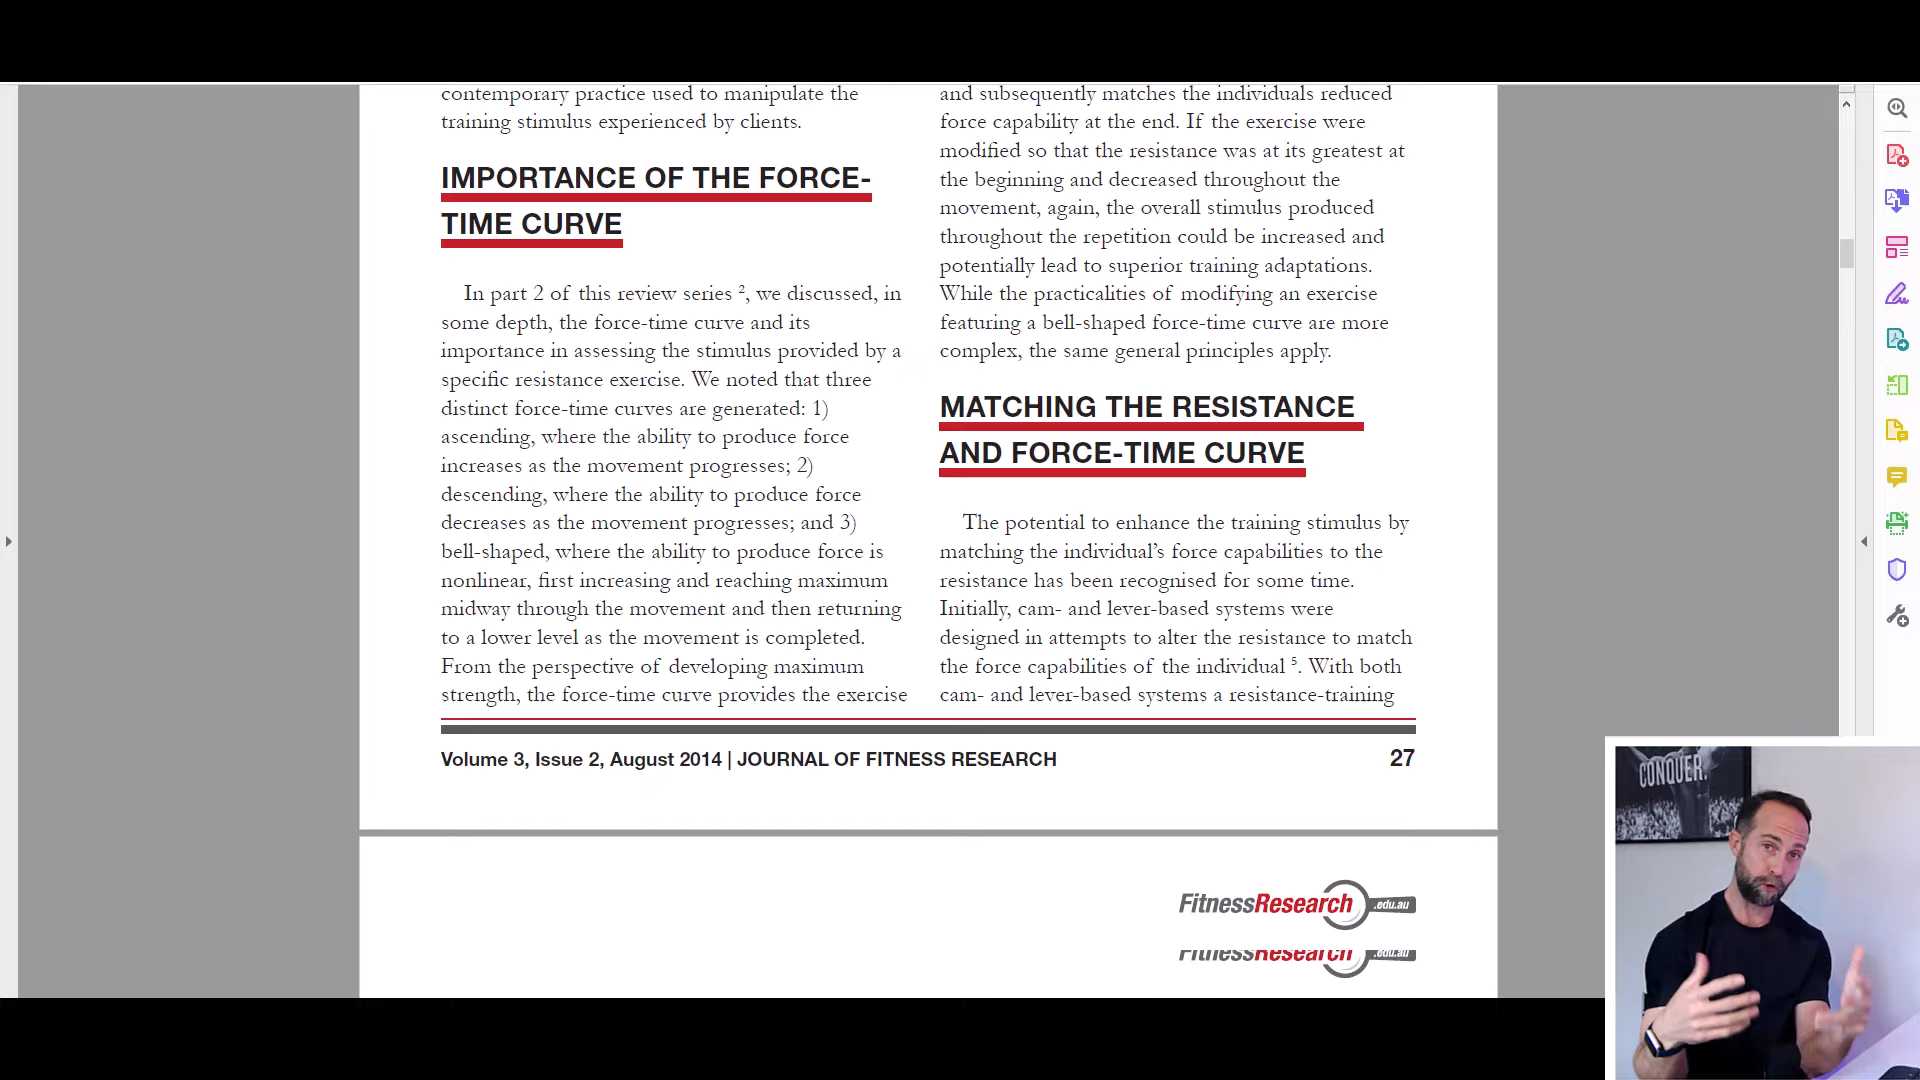 contemporary practice used to manipulate the
training stimulus experienced by clients.
IMPORTANCE OF THE FORCE-
TIME CURVE
In part 2 of this review series ², we discussed, in
some depth, the force-time curve and its
importance in assessing the stimulus provided by a
specific resistance exercise. We noted that three
distinct force-time curves are generated: 1)
ascending, where the ability to produce force
increases as the movement progresses; 2)
descending, where the ability to produce force
decreases as the movement progresses; and 3)
bell-shaped, where the ability to produce force is
nonlinear, first increasing and reaching maximum
midway through the movement and then returning
to a lower level as the movement is completed.
From the perspective of developing maximum
strength, the force-time curve provides the exercise
and subsequently matches the individuals reduced
force capability at the end. If the exercise were
modified so that the resistance was at its greatest at
the beginning and decreased throughout the
movement, again, the overall stimulus produced
throughout the repetition could be increased and
potentially lead to superior training adaptations.
While the practicalities of modifying an exercise
featuring a bell-shaped force-time curve are more
complex, the same general principles apply.
MATCHING THE RESISTANCE
AND FORCE-TIME CURVE
The potential to enhance the training stimulus by
matching the individual’s force capabilities to the
resistance has been recognised for some time.
Initially, cam- and lever-based systems were
designed in attempts to alter the resistance to match
the force capabilities of the individual ⁵. With both
cam- and lever-based systems a resistance-training
Volume 3, Issue 2, August 2014 | JOURNAL OF FITNESS RESEARCH
27
FitnessResearch .edu.au
FitnessResearch .edu.au
CONQUER.